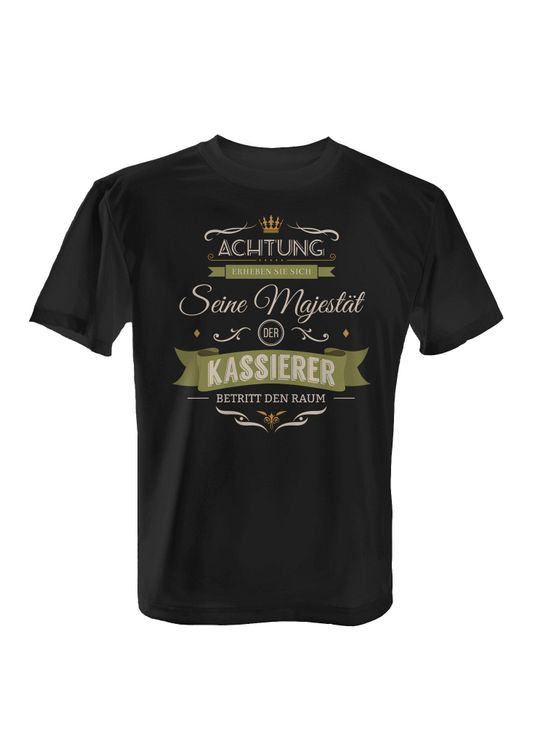 ACHTUNG
ERHEBEN SIE SICH
Seine Majestät
DER
KASSIERER
BETRITT DEN RAUM